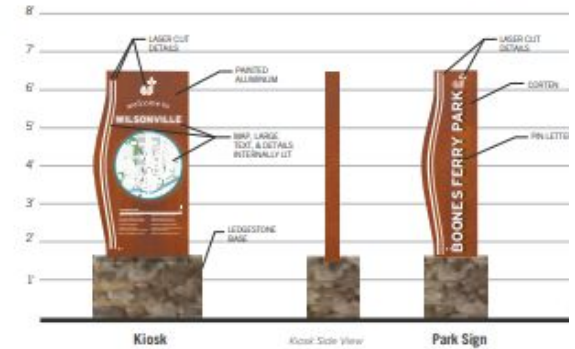 8'
7'
6'
5'
4'
3'
2'
1'
LASER CUT
DETAILS
PAINTED
ALUMINUM
welcome to
WILSONVILLE
MAP, LARGE
TEXT, & DETAILS
INTERNALLY LIT
LEDGESTONE
BASE
LASER CUT
DETAILS
CORTEN
PIN LETTE
BOONES FERRY PARK
Kiosk
Kiosk Side View
Park Sign